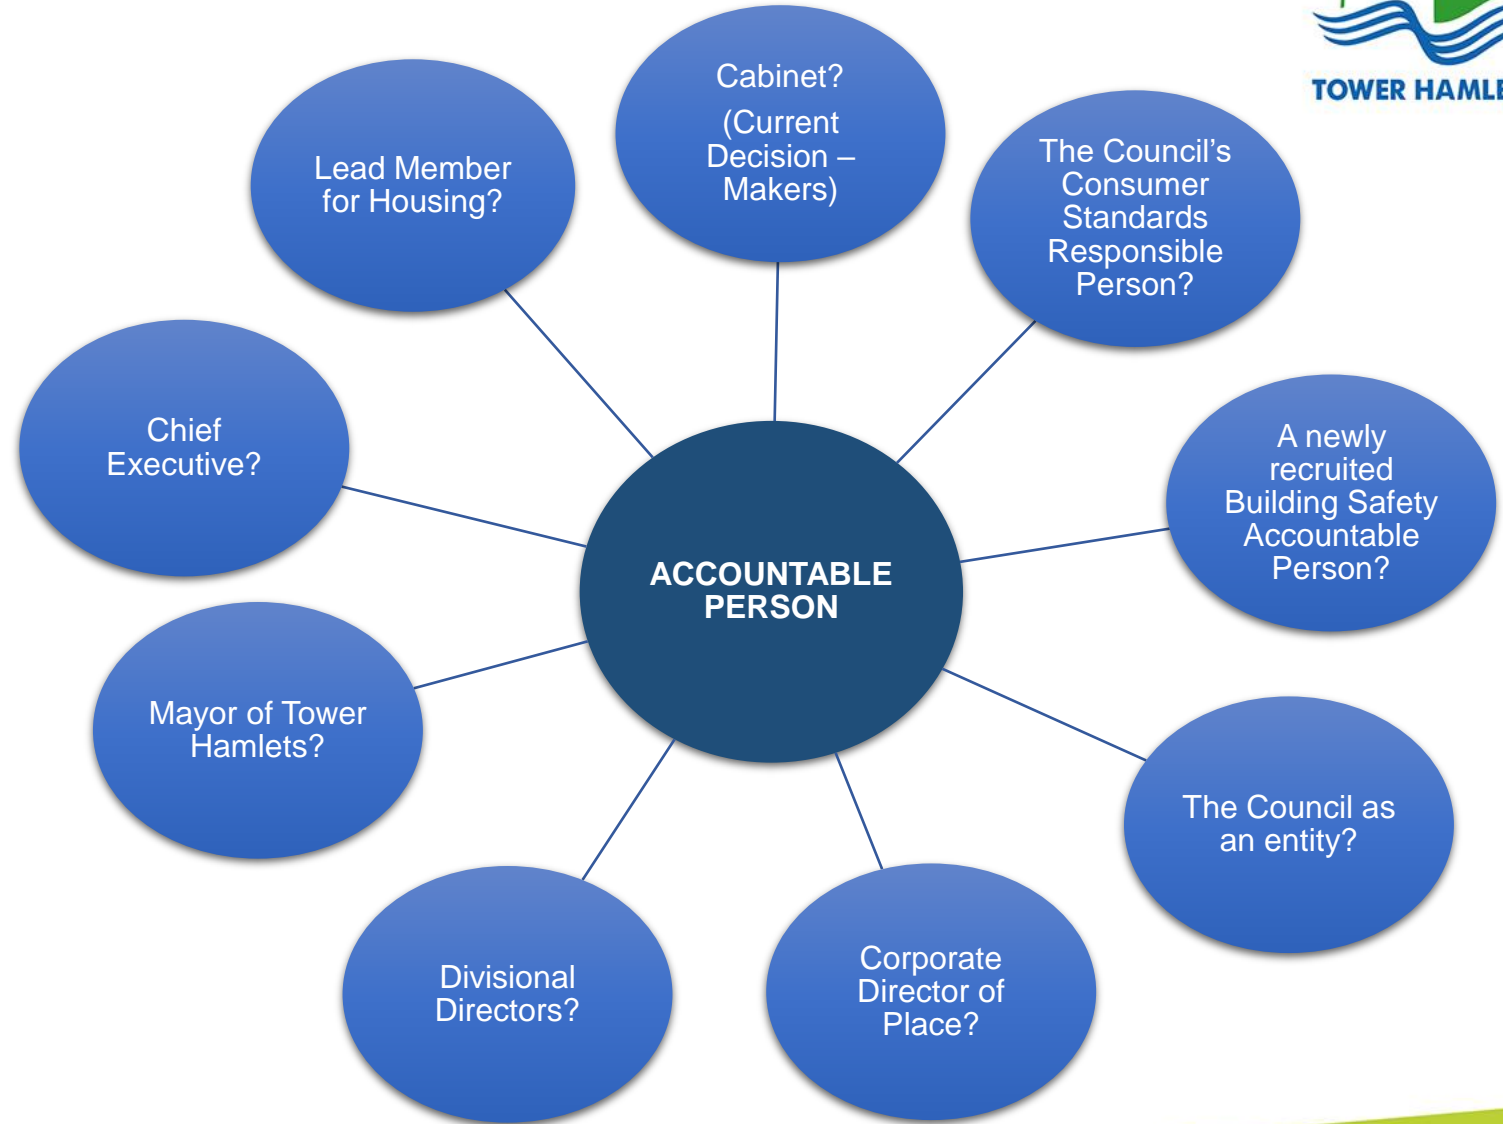 TOWER HAMLE
Cabinet?
(Current
Decision –
Makers)
Lead Member
for Housing?
The Council's
Consumer
Standards
Responsible
Person?
Chief
Executive?
A newly
recruited
Building Safety
Accountable
Person?
ACCOUNTABLE
PERSON
Mayor of Tower
Hamlets?
The Council as
an entity?
Divisional
Directors?
Corporate
Director of
Place?